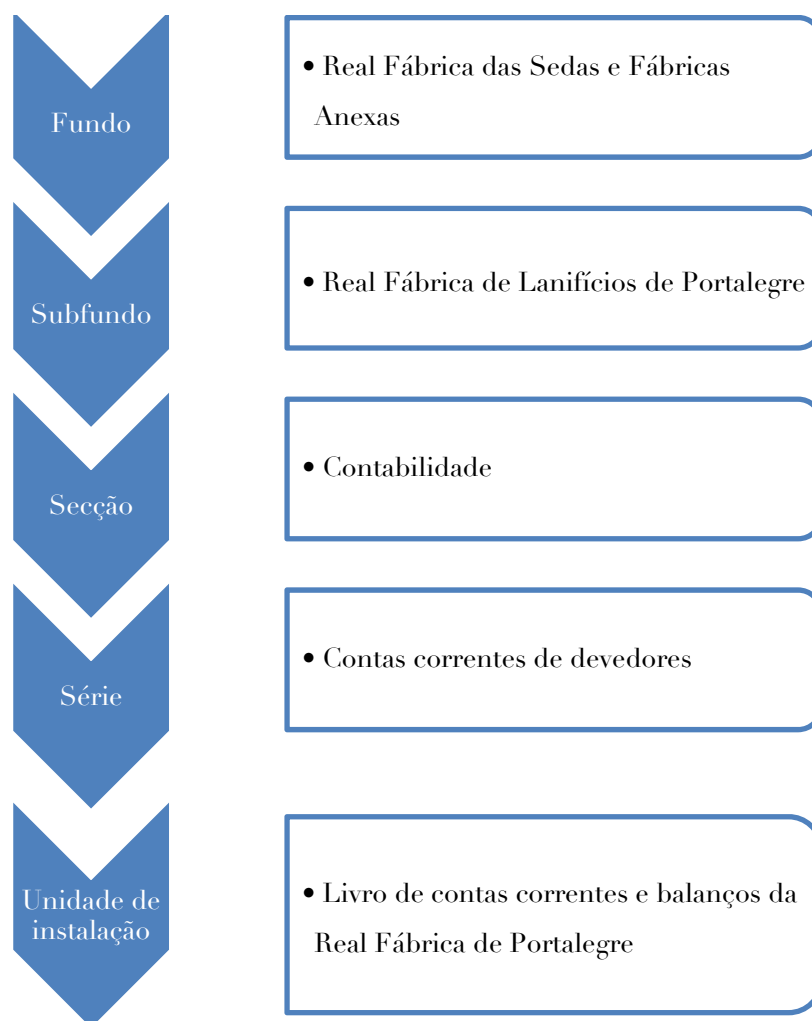 Fundo
• Real Fábrica das Sedas e Fábricas
Anexas
Subfundo
• Real Fábrica de Lanifícios de Portalegre
Secção
• Contabilidade
Série
• Contas correntes de devedores
Unidade de
instalação
• Livro de contas correntes e balanços da
Real Fábrica de Portalegre